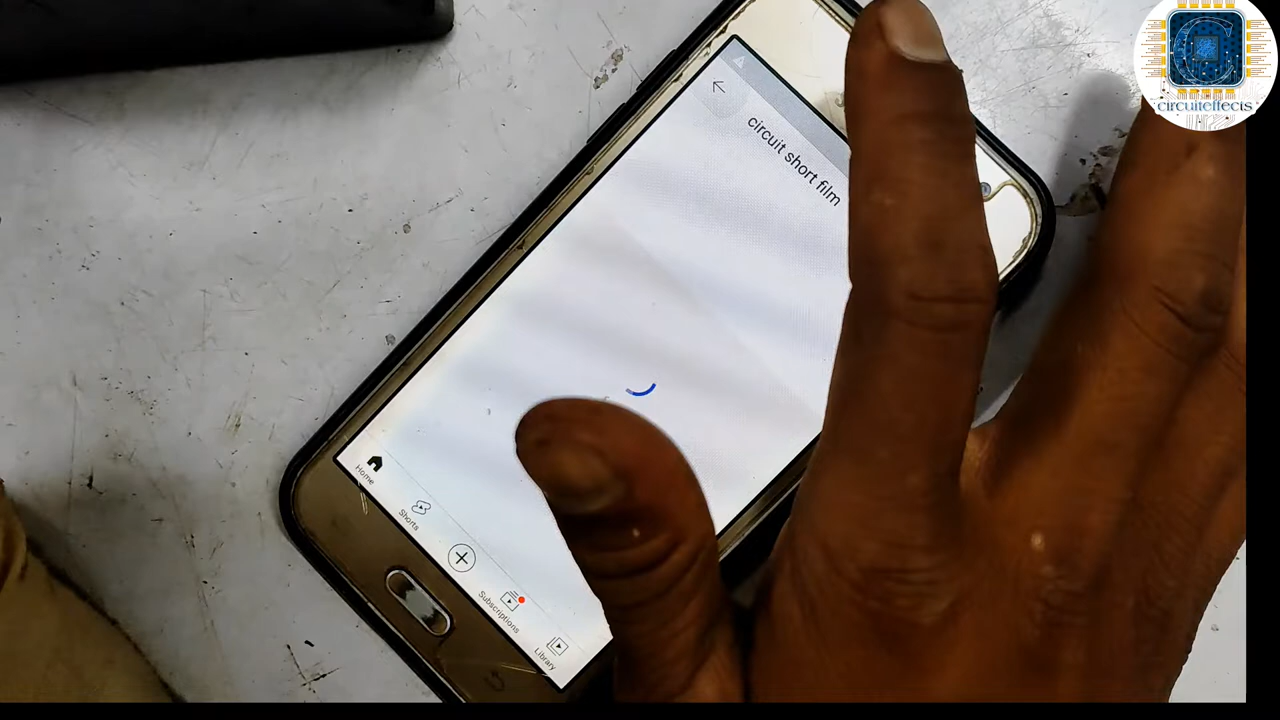 circuit short film
Home
Shorts
Subscriptions
Library
circuiteffects